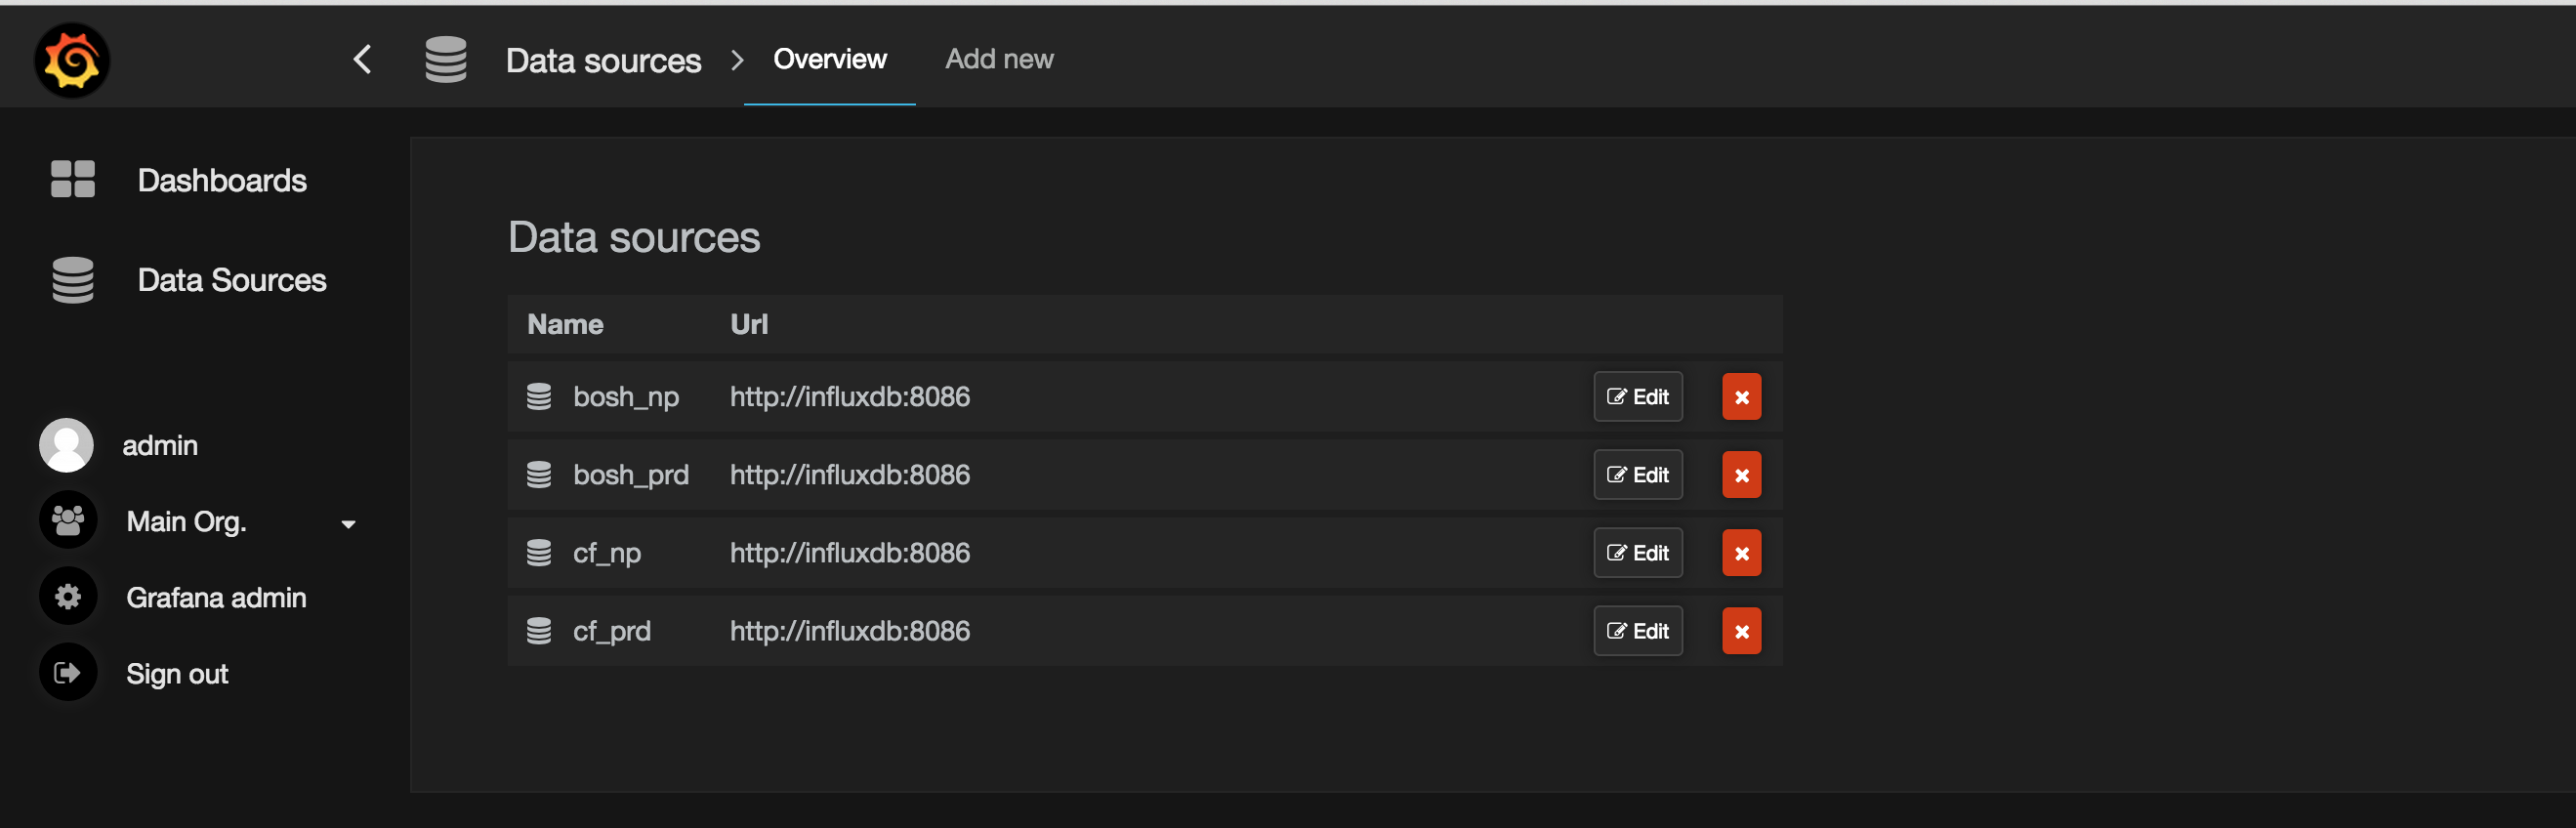 Data sources Overview Add new
Dashboards
Data Sources
admin
Main Org.
Grafana admin
Sign out
Data sources
Name Url
bosh_np http://influxdb:8086 Edit
bosh_prd http://influxdb:8086 Edit
cf_np http://influxdb:8086 Edit
cf_prd http://influxdb:8086 Edit